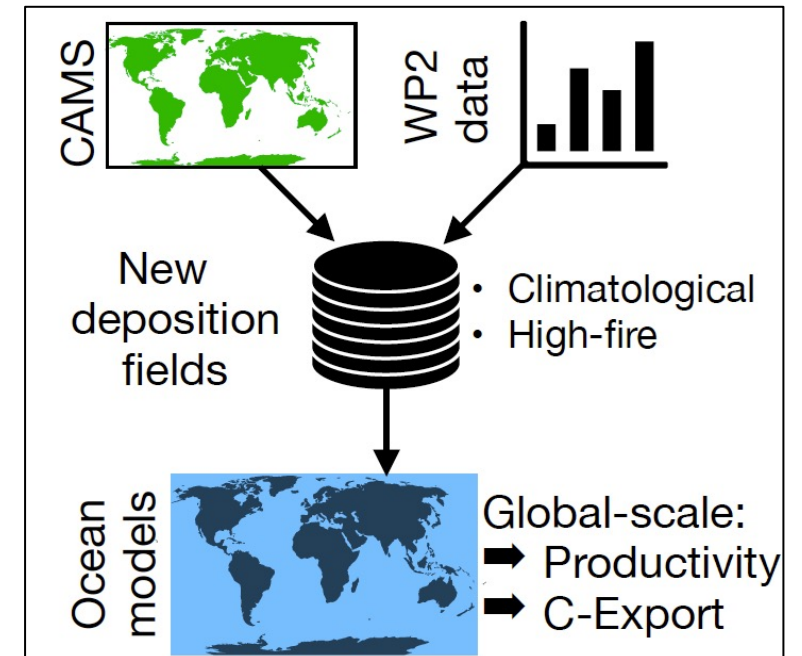 CAMS
WP2
data
New
deposition
fields
• Climatological
• High-fire
Ocean
models
Global-scale:
➡ Productivity
➡ C-Export